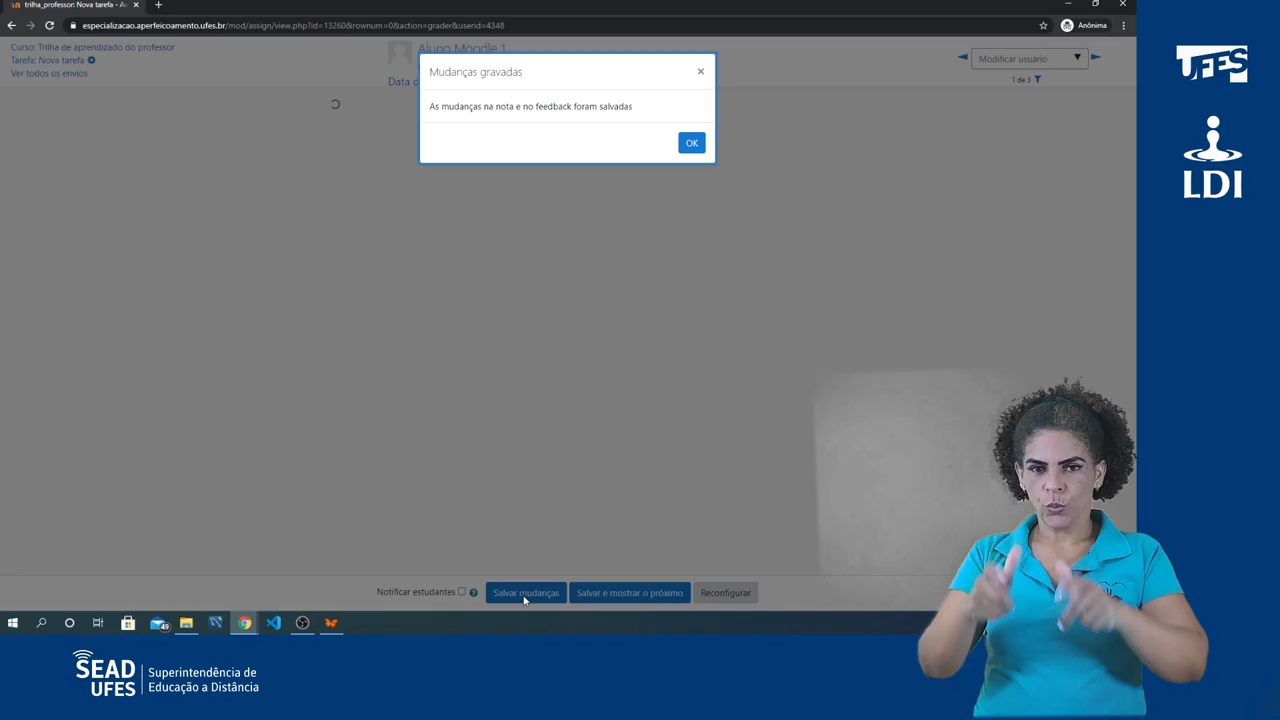 trilha_professor: Nova tarefa - A
especializacao.aperfeicoamento.ufes.br/mod/assign/view.php?id=13260&rownum=0&action=grader&userid=4348
Anônima
Curso: Trilha de aprendizado do professor
Tarefa: Nova tarefa
Ver todos os envios
Aluno Moodle 1
Data d
Modificar usuário
1 de 3
Mudanças gravadas
×
As mudanças na nota e no feedback foram salvadas
OK
Notificar estudantes
Salvar mudanças
Salvar e mostrar o próximo
Reconfigurar
49
UFES
LDI
SEAD
UFES
Superintendência de
Educação a Distância